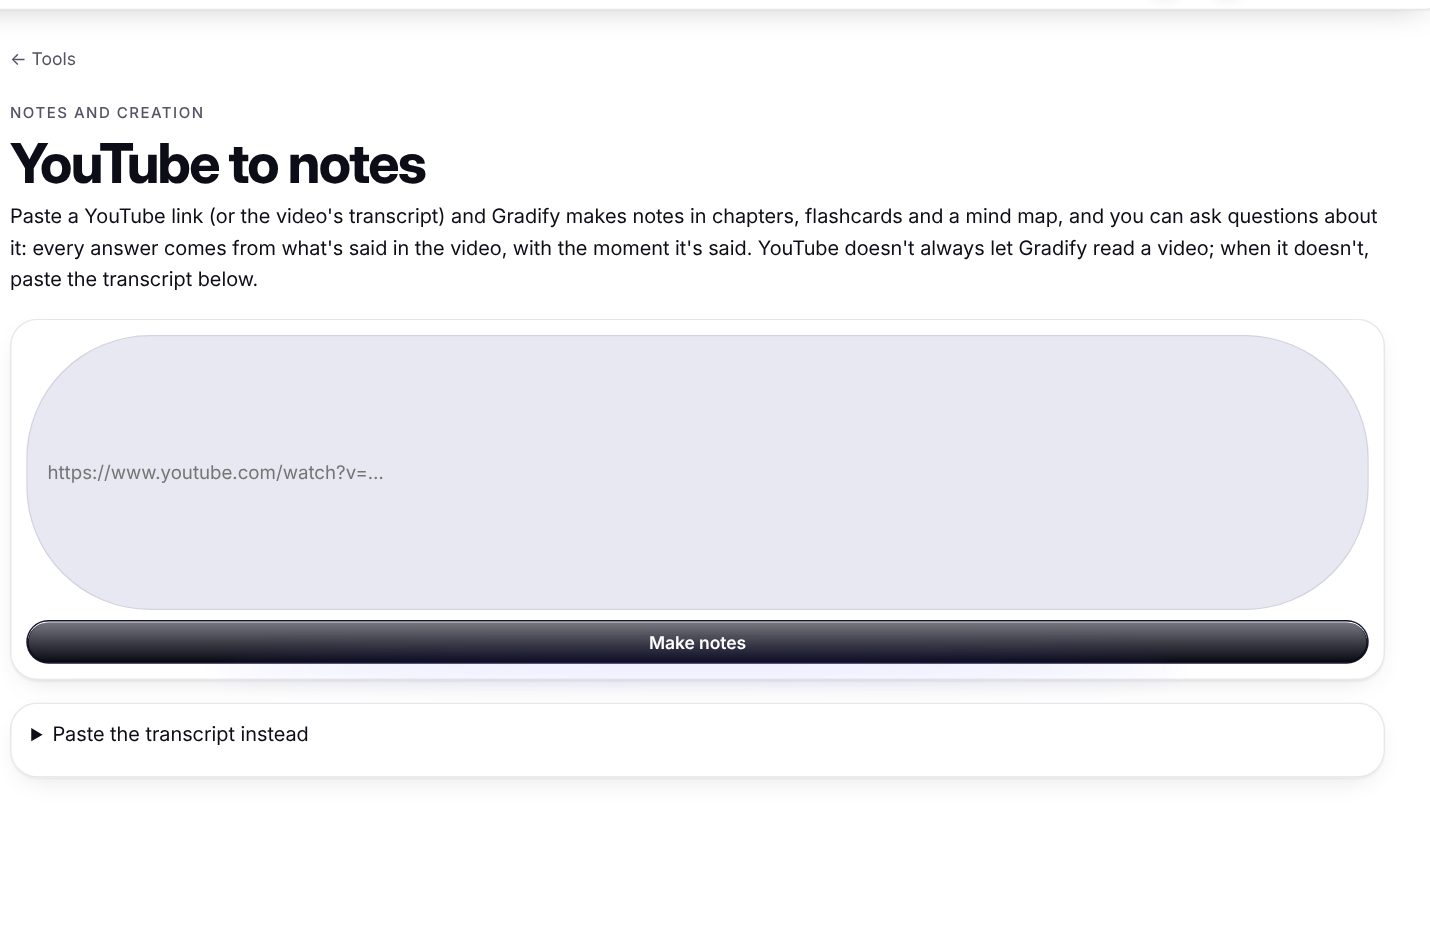 ← Tools
NOTES AND CREATION
YouTube to notes
Paste a YouTube link (or the video's transcript) and Gradify makes notes in chapters, flashcards and a mind map, and you can ask questions about
it: every answer comes from what's said in the video, with the moment it's said. YouTube doesn't always let Gradify read a video; when it doesn't,
paste the transcript below.
https://www.youtube.com/watch?v=...
Make notes
Paste the transcript instead